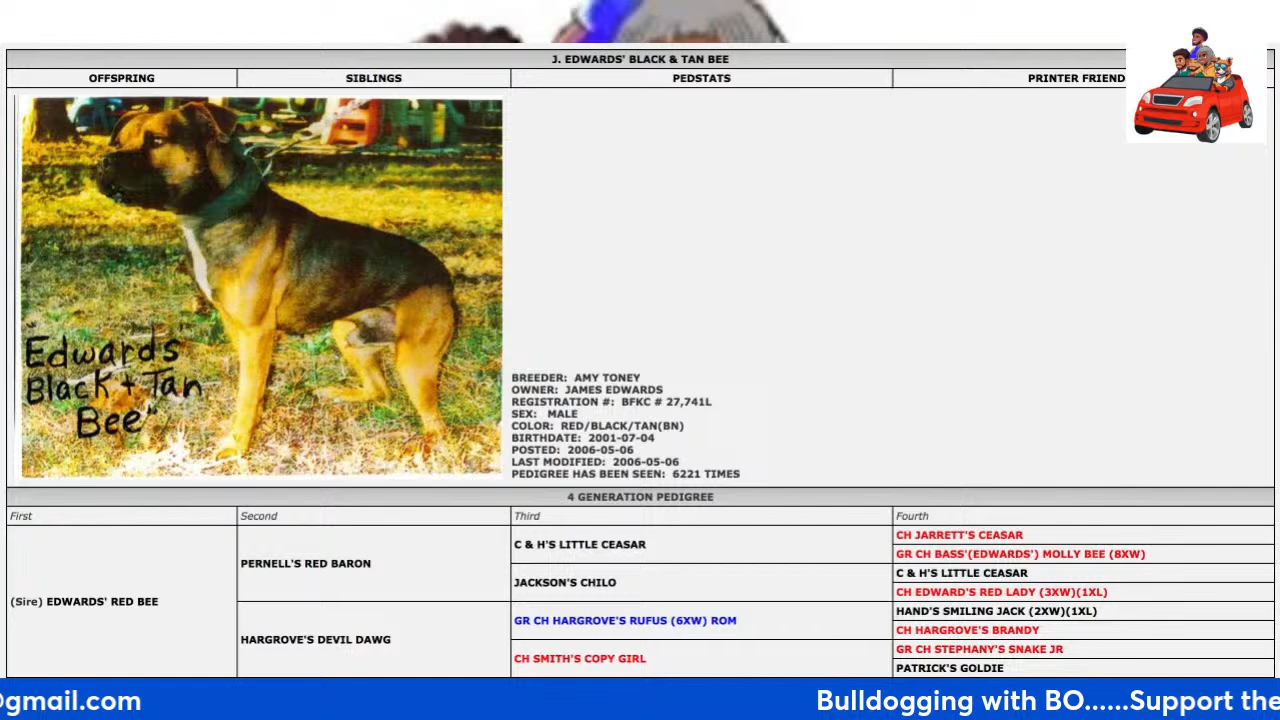 J. EDWARDS' BLACK & TAN BEE
OFFSPRING SIBLINGS PEDSTATS PRINTER FRIEND
"Edwards'
Black + Tan
Bee"
BREEDER: AMY TONEY
OWNER: JAMES EDWARDS
REGISTRATION #: BFKC # 27,741L
SEX: MALE
COLOR: RED/BLACK/TAN(BN)
BIRTHDATE: 2001-07-04
POSTED: 2006-05-06
LAST MODIFIED: 2006-05-06
PEDIGREE HAS BEEN SEEN: 6221 TIMES
4 GENERATION PEDIGREE
First Second Third Fourth
(Sire) EDWARDS' RED BEE
PERNELL'S RED BARON
HARGROVE'S DEVIL DAWG
C & H'S LITTLE CEASAR
JACKSON'S CHILO
GR CH HARGROVE'S RUFUS (6XW) ROM
CH SMITH'S COPY GIRL
CH JARRETT'S CEASAR
GR CH BASS'(EDWARDS') MOLLY BEE (8XW)
C & H'S LITTLE CEASAR
CH EDWARD'S RED LADY (3XW)(1XL)
HAND'S SMILING JACK (2XW)(1XL)
CH HARGROVE'S BRANDY
GR CH STEPHANY'S SNAKE JR
PATRICK'S GOLDIE
@gmail.com Bulldogging with BO......Support the